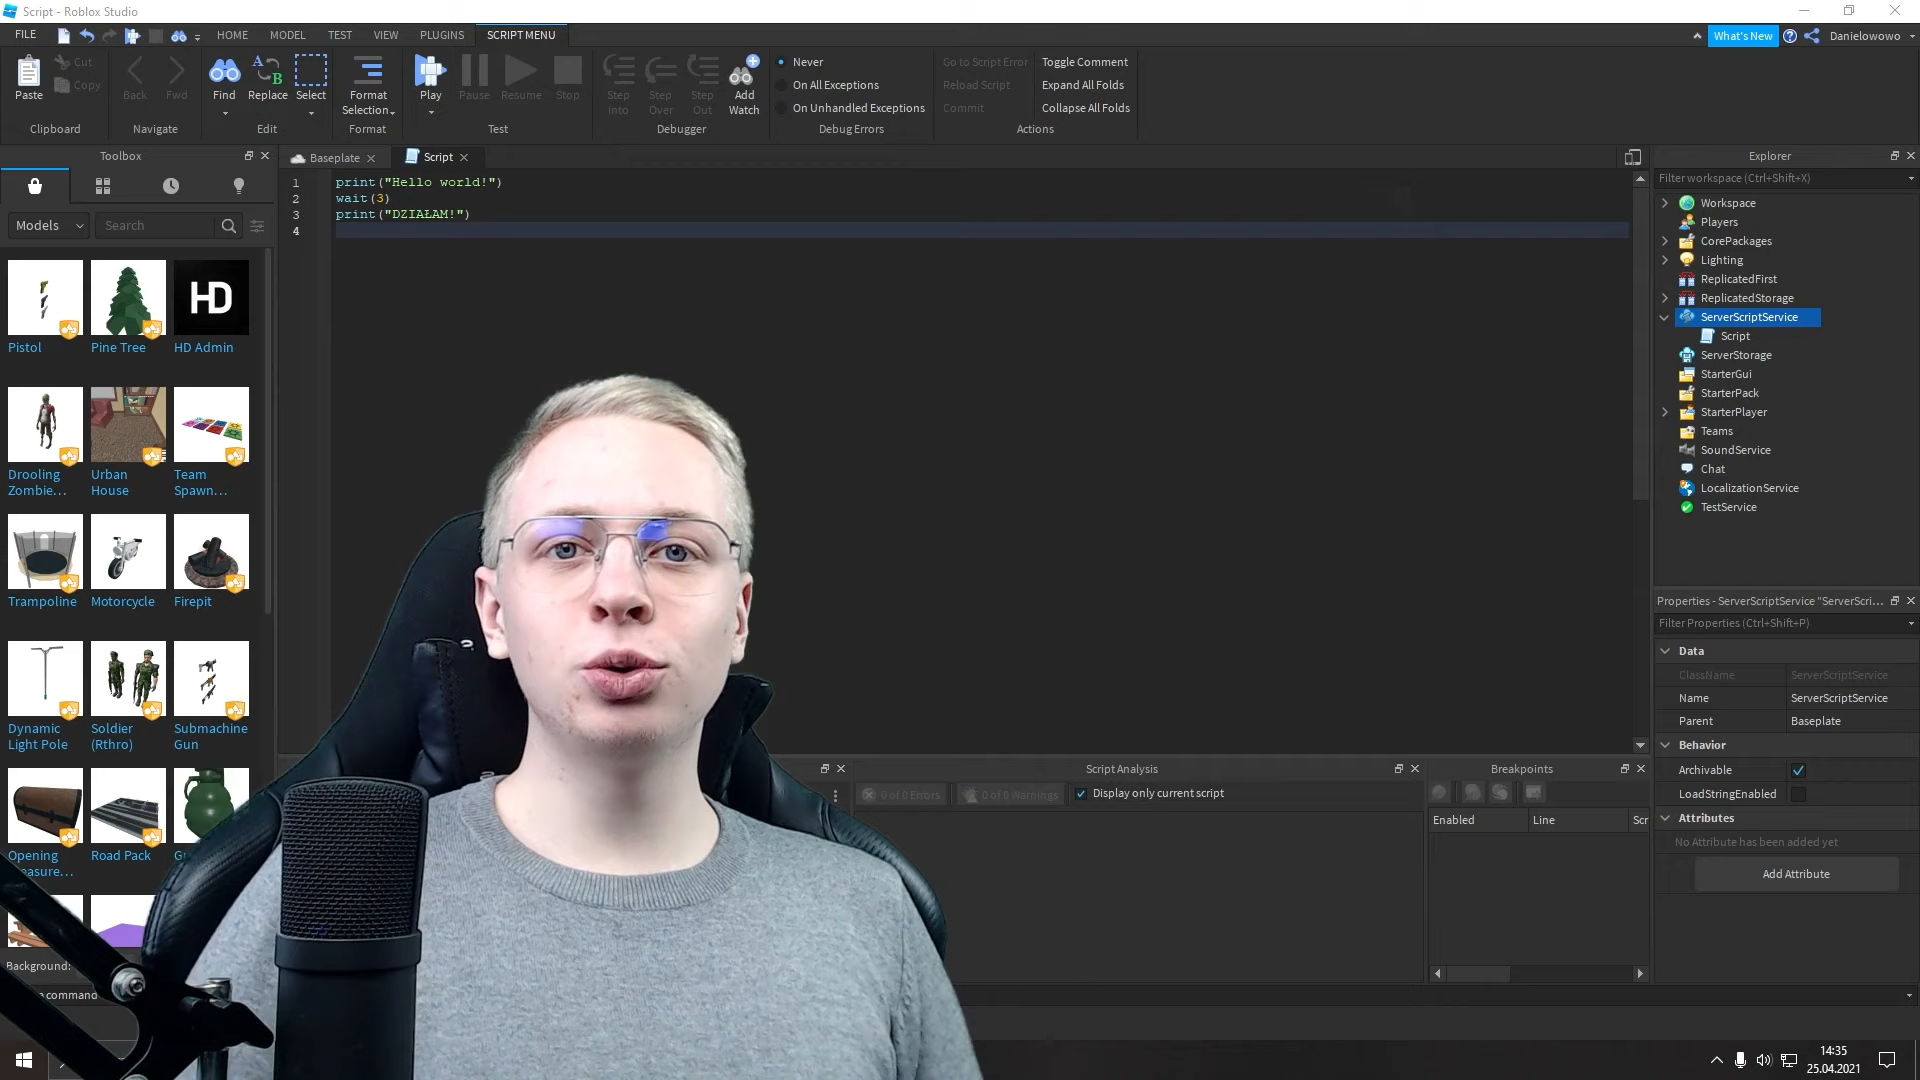 Script - Roblox Studio
FILE
HOME
MODEL
TEST
VIEW
PLUGINS
SCRIPT MENU
What's New
Danielowowo
Paste
Cut
Copy
Clipboard
Back
Fwd
Navigate
Find
Replace
Select
Edit
Format
Selection
Format
Play
Pause
Resume
Stop
Test
Step
Into
Step
Over
Step
Out
Add
Watch
Debugger
Never
On All Exceptions
On Unhandled Exceptions
Debug Errors
Go to Script Error
Reload Script
Commit
Toggle Comment
Expand All Folds
Collapse All Folds
Actions
Toolbox
Models
Search
Pistol
Pine Tree
HD
HD Admin
Drooling
Zombie...
Urban
House
Team
Spawn...
Trampoline
Motorcycle
Firepit
Dynamic
Light Pole
Soldier
(Rthro)
Submachine
Gun
Opening
Road Pack
Background:
command
Baseplate
Script
1 print("Hello world!")
2 wait(3)
3 print("DZIAŁAM!")
4
Script Analysis
0 of 0 Errors
0 of 0 Warnings
Display only current script
Breakpoints
Enabled
Line
Scr
Explorer
Filter workspace (Ctrl+Shift+X)
Workspace
Players
CorePackages
Lighting
ReplicatedFirst
ReplicatedStorage
ServerScriptService
Script
ServerStorage
StarterGui
StarterPack
StarterPlayer
Teams
SoundService
Chat
LocalizationService
TestService
Properties - ServerScriptService "ServerScri...
Filter Properties (Ctrl+Shift+P)
Data
ClassName ServerScriptService
Name ServerScriptService
Parent Baseplate
Behavior
Archivable
LoadStringEnabled
Attributes
No Attribute has been added yet
Add Attribute
14:35
25.04.2021